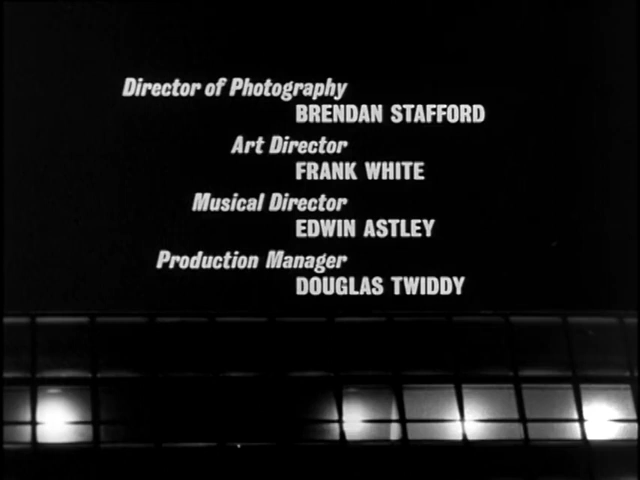 Director of Photography
BRENDAN STAFFORD
Art Director
FRANK WHITE
Musical Director
EDWIN ASTLEY
Production Manager
DOUGLAS TWIDDY